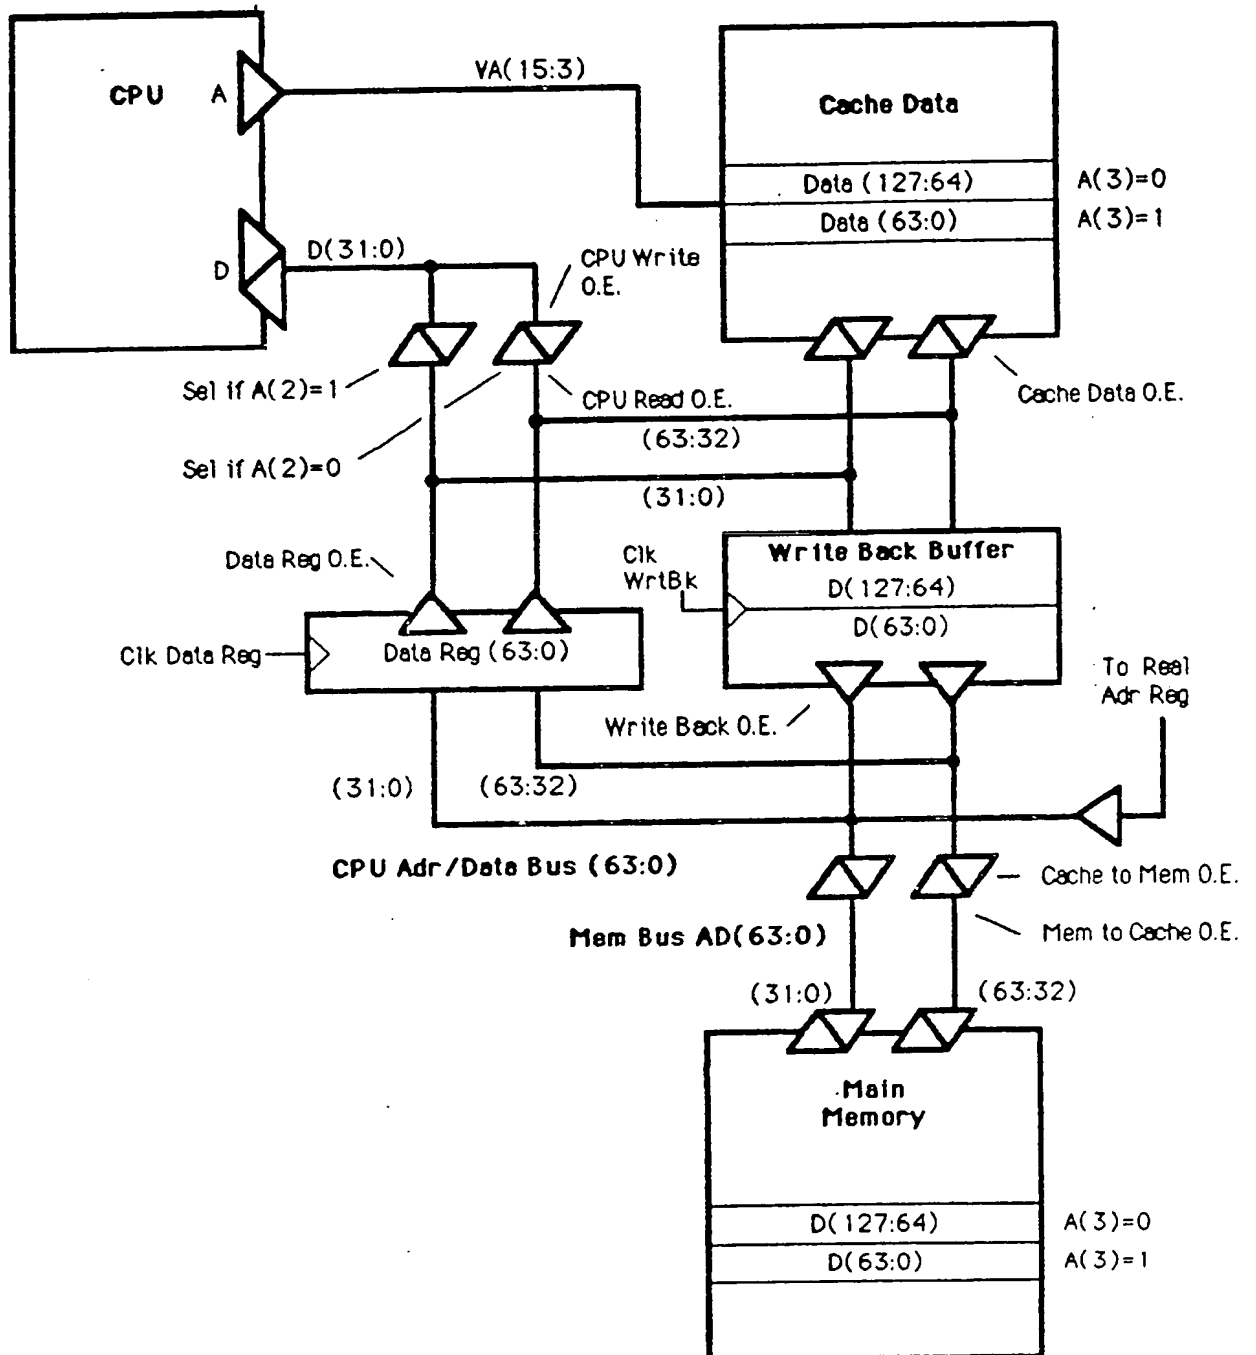 VA(15:3)
CPU
A
Cache Data
Data (127:64)
A(3)=0
Data (63:0)
A(3)=1
D
D(31:0)
CPU Write
O.E.
Sel if A(2)=1
CPU Read O.E.
Cache Data O.E.
(63:32)
Sel if A(2)=0
(31:0)
Data Reg O.E.
Clk
WrtBk
Write Back Buffer
D(127:64)
D(63:0)
Clk Data Reg
Data Reg (63:0)
To Real
Adr Reg
Write Back O.E.
(31:0)
(63:32)
CPU Adr/Data Bus (63:0)
Cache to Mem O.E.
Mem Bus AD(63:0)
Mem to Cache O.E.
(31:0)
(63:32)
Main
Memory
D(127:64)
A(3)=0
D(63:0)
A(3)=1